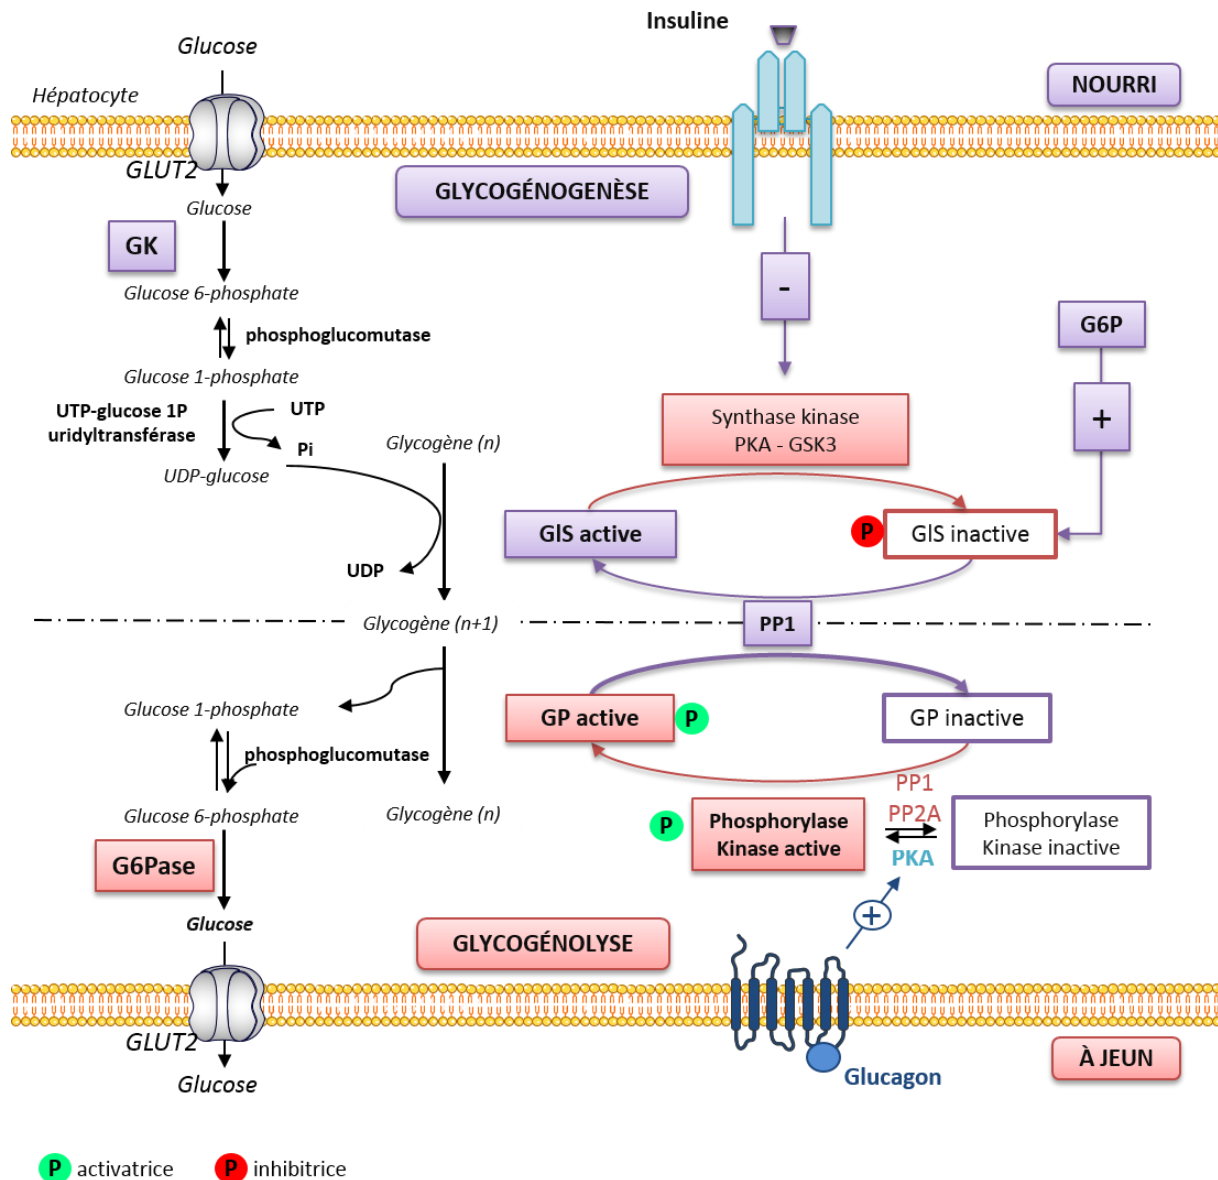 Insuline
Glucose
NOURRI
Hépatocyte
GLUT2
GLYCOGÉNOGENÈSE
Glucose
GK
-
Glucose 6-phosphate
G6P
phosphoglucomutase
Glucose 1-phosphate
+
UTP-glucose 1P
uridyltransférase
UTP
Synthase kinase
PKA - GSK3
Pi
Glycogène (n)
UDP-glucose
GlS active
P
GlS inactive
UDP
Glycogène (n+1)
PP1
Glucose 1-phosphate
GP active
P
GP inactive
phosphoglucomutase
PP1
Glucose 6-phosphate
Glycogène (n)
P
Phosphorylase
Kinase active
PP2A
PKA
Phosphorylase
Kinase inactive
G6Pase
+
Glucose
GLYCOGÉNOLYSE
GLUT2
À JEUN
Glucagon
Glucose
P activatrice
P inhibitrice